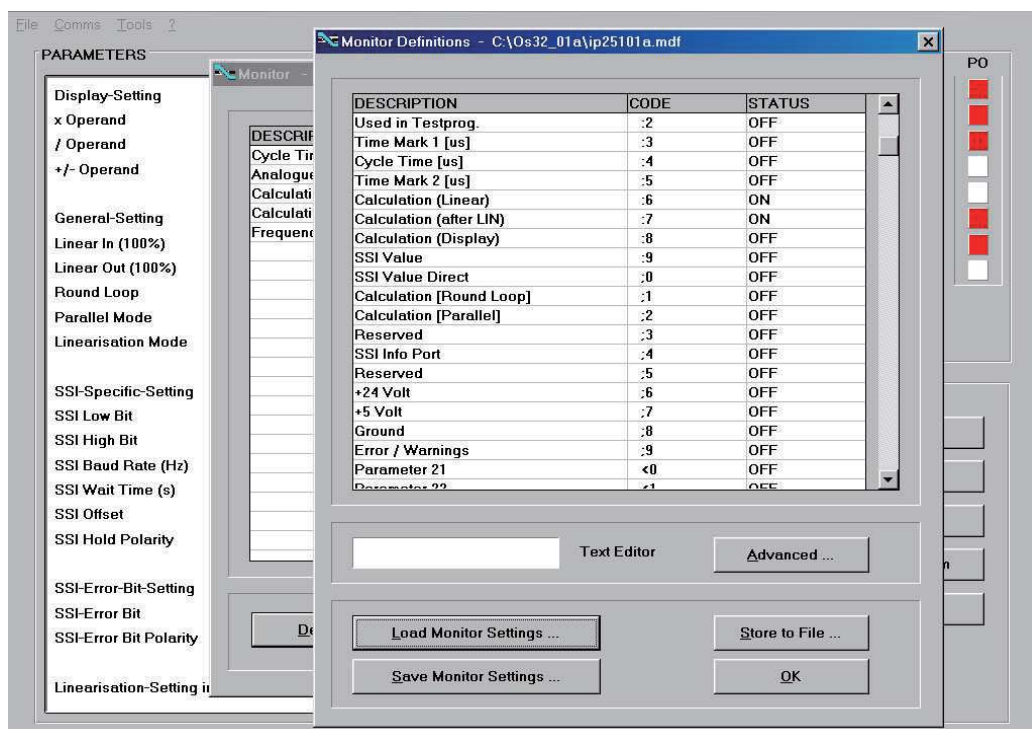 File Comms Tools ?
PARAMETERS
Display-Setting
x Operand
/ Operand
+/- Operand
General-Setting
Linear In (100%)
Linear Out (100%)
Round Loop
Parallel Mode
Linearisation Mode
SSI-Specific-Setting
SSI Low Bit
SSI High Bit
SSI Baud Rate (Hz)
SSI Wait Time (s)
SSI Offset
SSI Hold Polarity
SSI-Error-Bit-Setting
SSI-Error Bit
SSI-Error Bit Polarity
Linearisation-Setting
Monitor -
Cycle
Monitor Definitions - C:\Os32_01a\ip25101a.mdf
DESCRIPTION CODE STATUS
Used in Testprog. :2 OFF
Time Mark 1 [us] :3 OFF
Cycle Time [us] :4 OFF
Time Mark 2 [us] :5 OFF
Calculation (Linear) :6 ON
Calculation (after LIN) :7 ON
Calculation (Display) :8 OFF
SSI Value :9 OFF
SSI Value Direct ;0 OFF
Calculation [Round Loop] ;1 OFF
Calculation [Parallel] ;2 OFF
Reserved ;3 OFF
SSI Info Port ;4 OFF
Reserved ;5 OFF
+24 Volt ;6 OFF
+5 Volt ;7 OFF
Ground ;8 OFF
Error / Warnings ;9 OFF
Parameter 21 <0 OFF
Text Editor
Advanced ...
Load Monitor Settings ...
Store to File ...
Save Monitor Settings ...
OK
PO